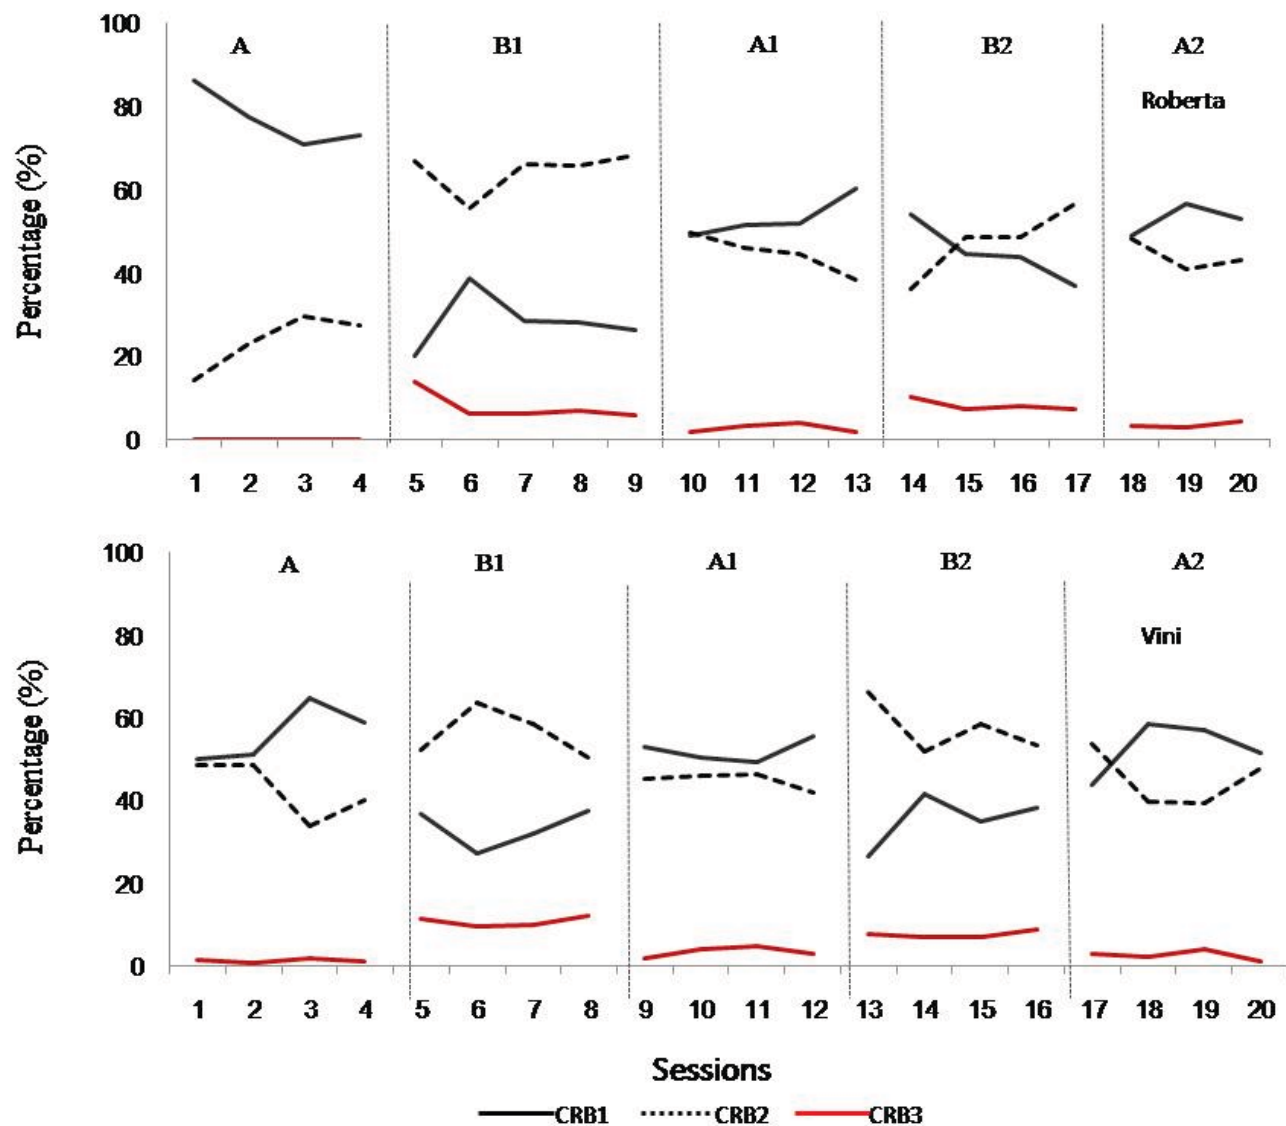 100
A B1 A1 B2 A2
80
Roberta
60
Percentage (%)
40
20
0
1 2 3 4 5 6 7 8 9 10 11 12 13 14 15 16 17 18 19 20
100
A B1 A1 B2 A2
80
Vini
60
Percentage (%)
40
20
0
1 2 3 4 5 6 7 8 9 10 11 12 13 14 15 16 17 18 19 20
Sessions
CRB1 CRB2 CRB3